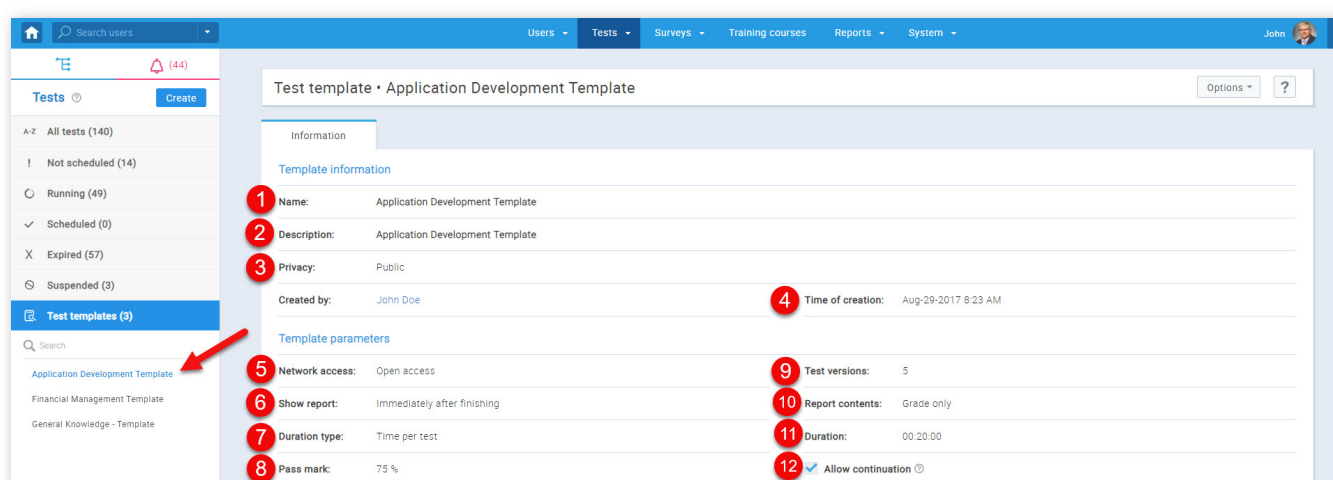 Search users
Users Tests Surveys Training courses Reports System John
(44)
Tests ? Create
A-Z All tests (140)
! Not scheduled (14)
Running (49)
Scheduled (0)
X Expired (57)
Suspended (3)
Test templates (3)
Search
Application Development Template
Financial Management Template
General Knowledge - Template
Test template • Application Development Template Options ?
Information
Template information
1 Name: Application Development Template
2 Description: Application Development Template
3 Privacy: Public
Created by: John Doe 4 Time of creation: Aug-29-2017 8:23 AM
Template parameters
5 Network access: Open access 9 Test versions: 5
6 Show report: Immediately after finishing 10 Report contents: Grade only
7 Duration type: Time per test 11 Duration: 00:20:00
8 Pass mark: 75 % 12 Allow continuation ?